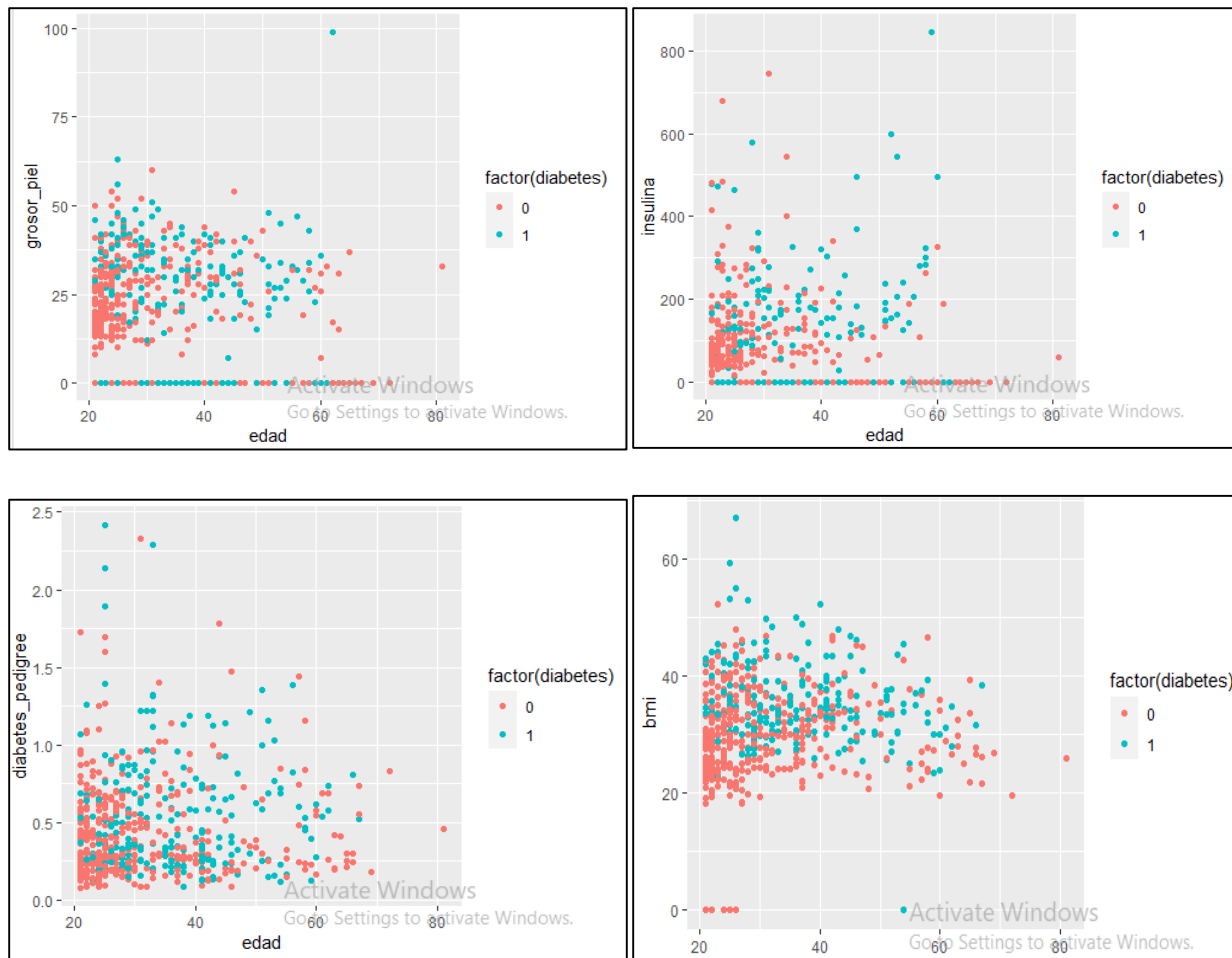 100
75
50
25
0
grosor_piel
20
40
60
80
edad
factor(diabetes)
0
1
Activate Windows
Go to Settings to activate Windows.
800
600
400
200
0
insulina
20
40
60
80
edad
factor(diabetes)
0
1
Activate Windows
Go to Settings to activate Windows.
2.5
2.0
1.5
1.0
0.5
0.0
diabetes_pedigree
20
40
60
80
edad
factor(diabetes)
0
1
Activate Windows
Go to Settings to activate Windows.
60
40
20
0
bmi
20
40
60
80
factor(diabetes)
0
1
Activate Windows
Go to Settings to activate Windows.